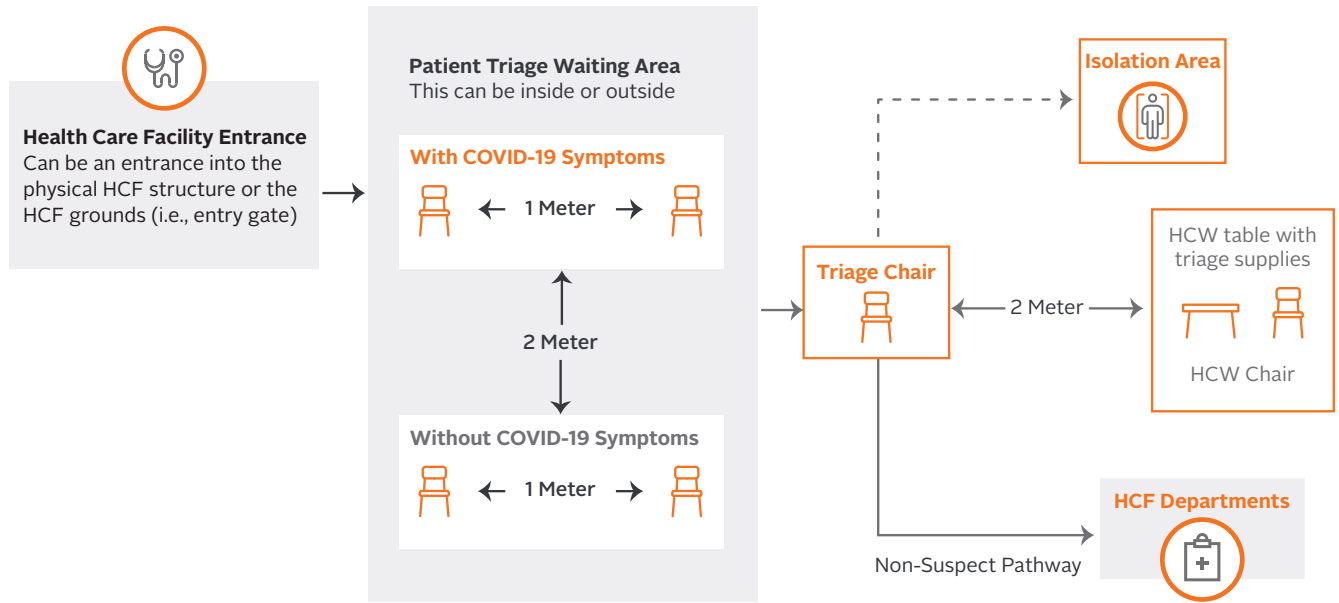 Health Care Facility Entrance
Can be an entrance into the
physical HCF structure or the
HCF grounds (i.e., entry gate)
Patient Triage Waiting Area
This can be inside or outside
With COVID-19 Symptoms
1 Meter
2 Meter
Without COVID-19 Symptoms
1 Meter
Triage Chair
Isolation Area
2 Meter
HCW table with
triage supplies
HCW Chair
Non-Suspect Pathway
HCF Departments